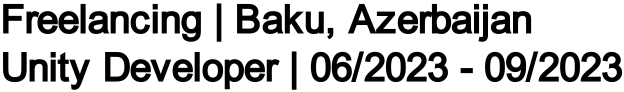 Freelancing | Baku, Azerbaijan
Unity Developer | 06/2023 - 09/2023